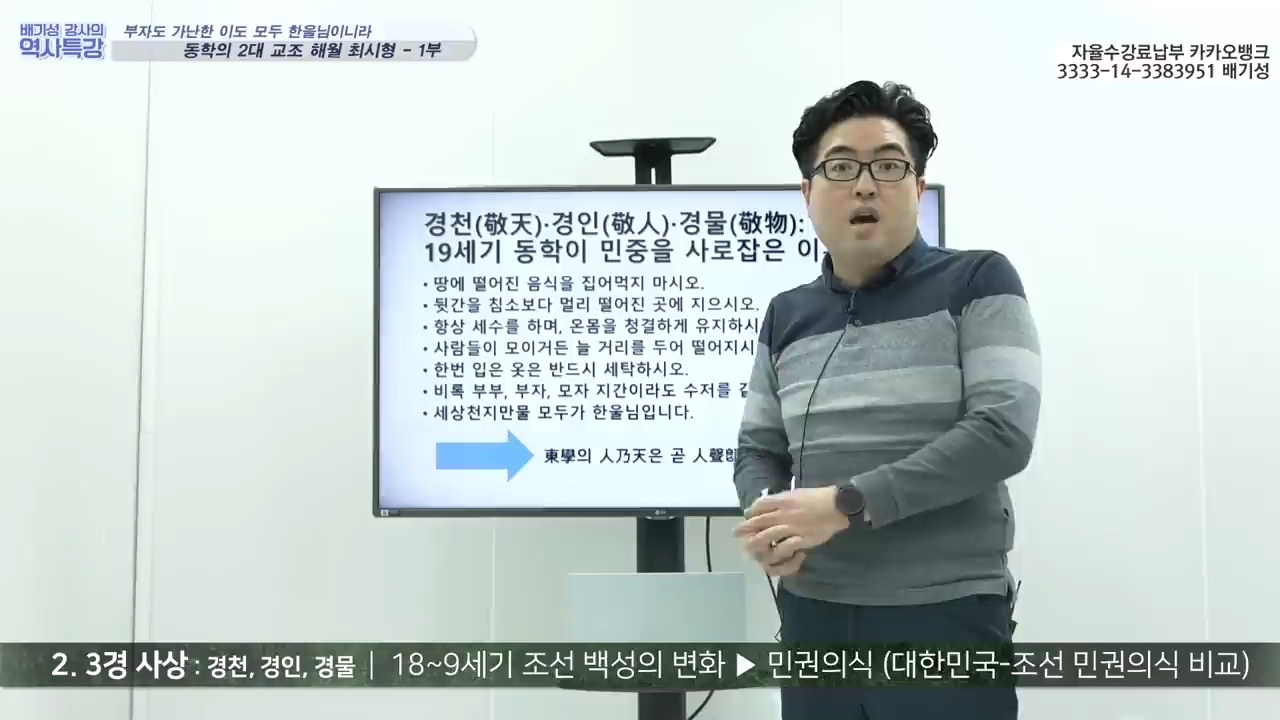 배기성 강사의
역사특강
부자도 가난한 이도 모두 한울님이니라
동학의 2대 교조 해월 최시형 - 1부
자율수강료납부 카카오뱅크
3333-14-3383951 배기성
경천(敬天)·경인(敬人)·경물(敬物):
19세기 동학이 민중을 사로잡은
• 땅에 떨어진 음식을 집어먹지 마시오.
• 뒷간을 침소보다 멀리 떨어진 곳에 지으시오.
• 항상 세수를 하며, 온몸을 청결하게 유지하시
• 사람들이 모이거든 늘 거리를 두어 떨어지시
• 한번 입은 옷은 반드시 세탁하시오.
• 비록 부부, 부자, 모자 지간이라도 수저를
• 세상천지만물 모두가 한울님입니다.
東學의 人乃天은 곧 人聲卽
2. 3경 사상 : 경천, 경인, 경물 | 18~9세기 조선 백성의 변화 ▶ 민권의식 (대한민국-조선 민권의식 비교)